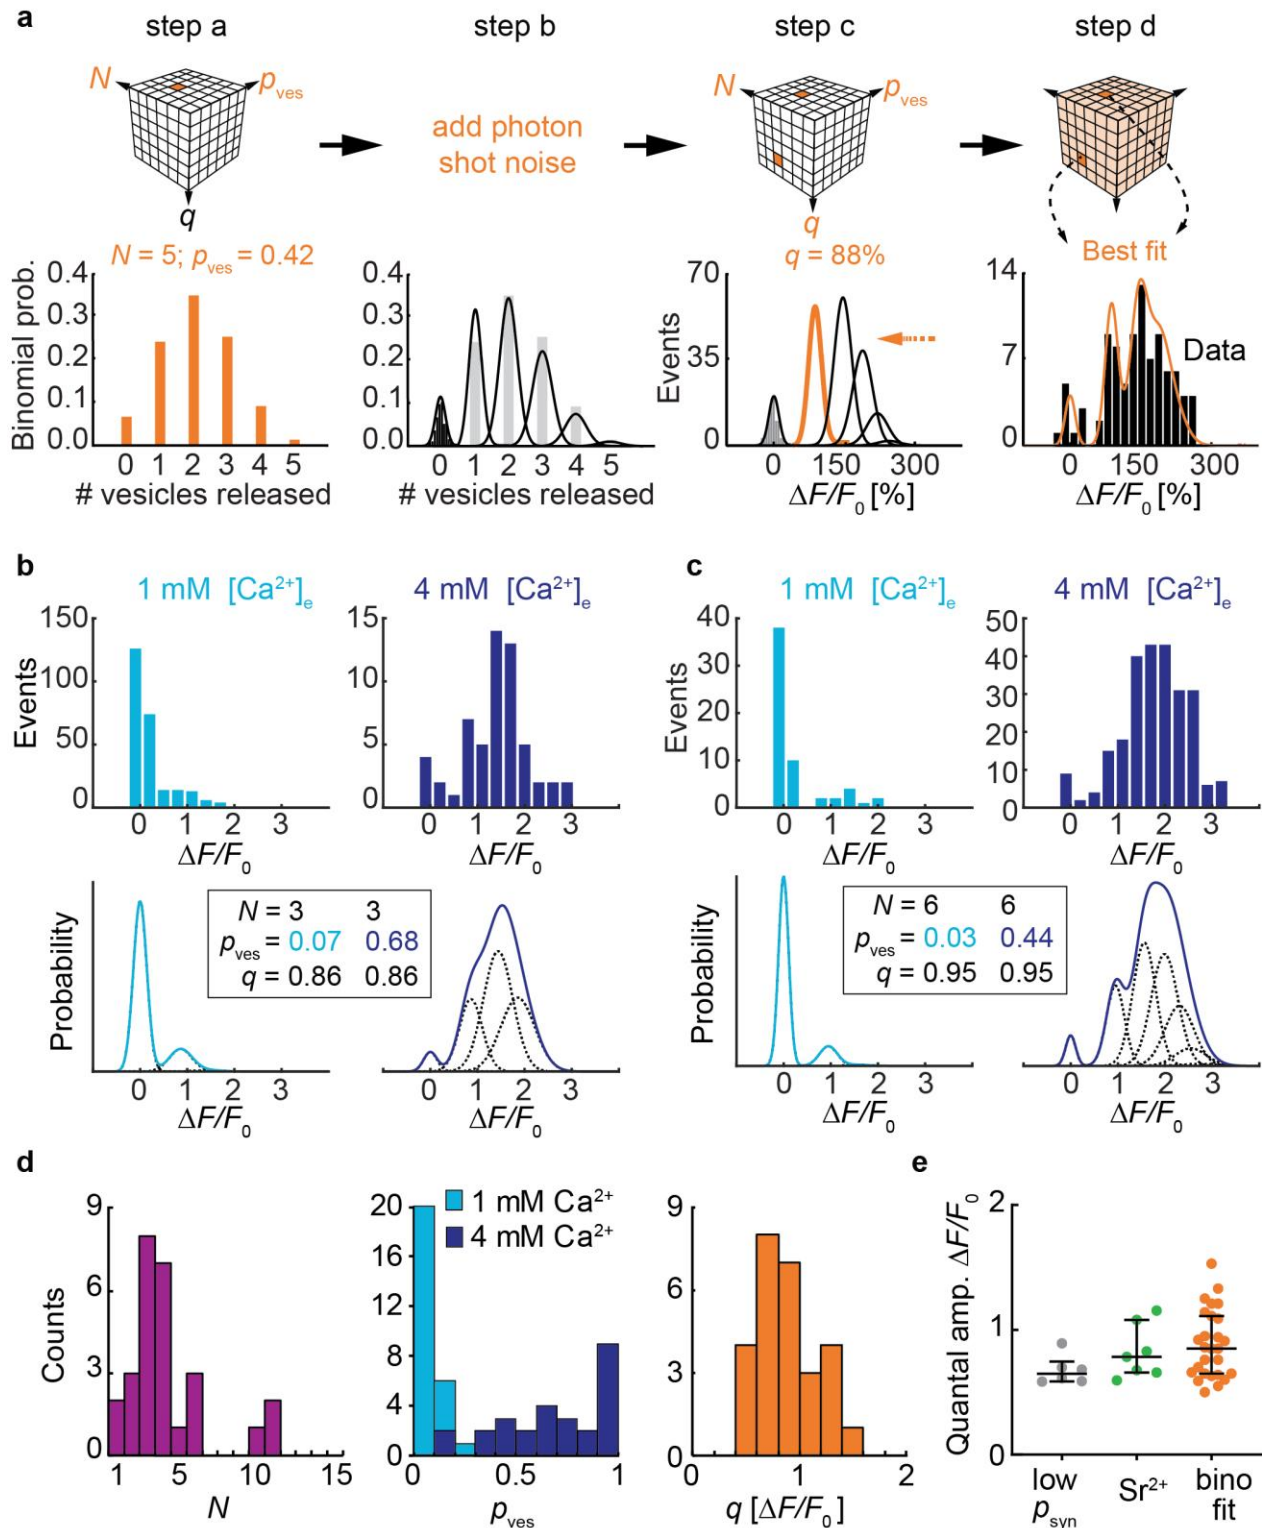 a
step a step b step c step d
N p_ves N p_ves
add photon
shot noise
q q
N = 5; p_ves = 0.42 q = 88% Best fit
Binomial prob.
0.4
0.3
0.2
0.1
0.0
0 1 2 3 4 5
# vesicles released
0.4
0.3
0.2
0.1
0.0
0 1 2 3 4 5
# vesicles released
Events
70
35
0
0 150 300
ΔF/F₀ [%]
14
7
0
Data
0 150 300
ΔF/F₀ [%]
b
1 mM [Ca²⁺]ₑ 4 mM [Ca²⁺]ₑ
Events
150
100
50
0
0 1 2 3
ΔF/F₀
15
10
5
0
0 1 2 3
ΔF/F₀
Probability
N = 3 3
p_ves = 0.07 0.68
q = 0.86 0.86
0 1 2 3
ΔF/F₀
0 1 2 3
ΔF/F₀
c
1 mM [Ca²⁺]ₑ 4 mM [Ca²⁺]ₑ
Events
40
30
20
10
0
0 1 2 3
ΔF/F₀
50
40
30
20
10
0
0 1 2 3
ΔF/F₀
Probability
N = 6 6
p_ves = 0.03 0.44
q = 0.95 0.95
0 1 2 3
ΔF/F₀
0 1 2 3
ΔF/F₀
d
Counts
9
6
3
0
1 5 10 15
N
20
16
12
8
4
0
1 mM Ca²⁺
4 mM Ca²⁺
0 0.5 1
p_ves
9
6
3
0
0 1 2
q [ΔF/F₀]
e
Quantal amp. ΔF/F₀
2
1
0
low
p_syn
Sr²⁺
bino
fit